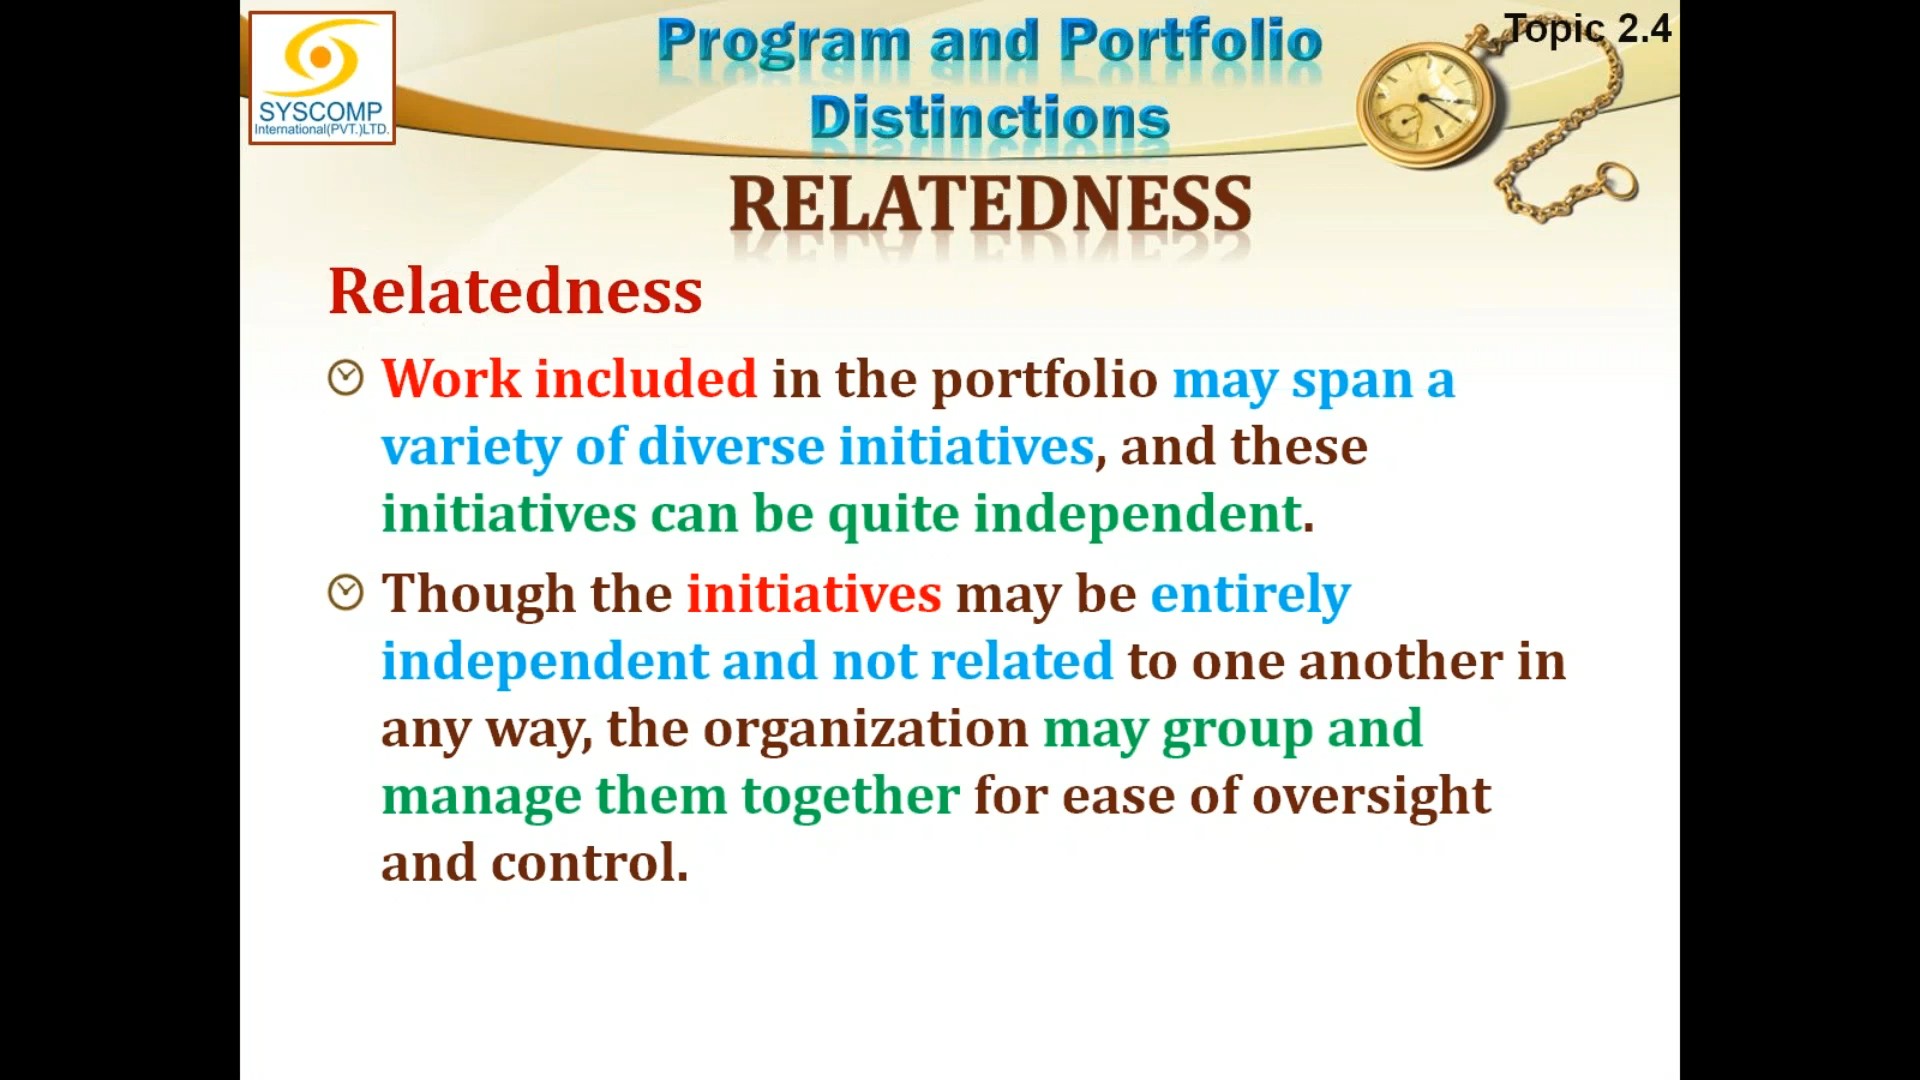 Topic 2.4
SYSCOMP
International(PVT.)LTD.
Program and Portfolio
Distinctions
RELATEDNESS
Relatedness
Work included in the portfolio may span a
variety of diverse initiatives, and these
initiatives can be quite independent.
Though the initiatives may be entirely
independent and not related to one another in
any way, the organization may group and
manage them together for ease of oversight
and control.